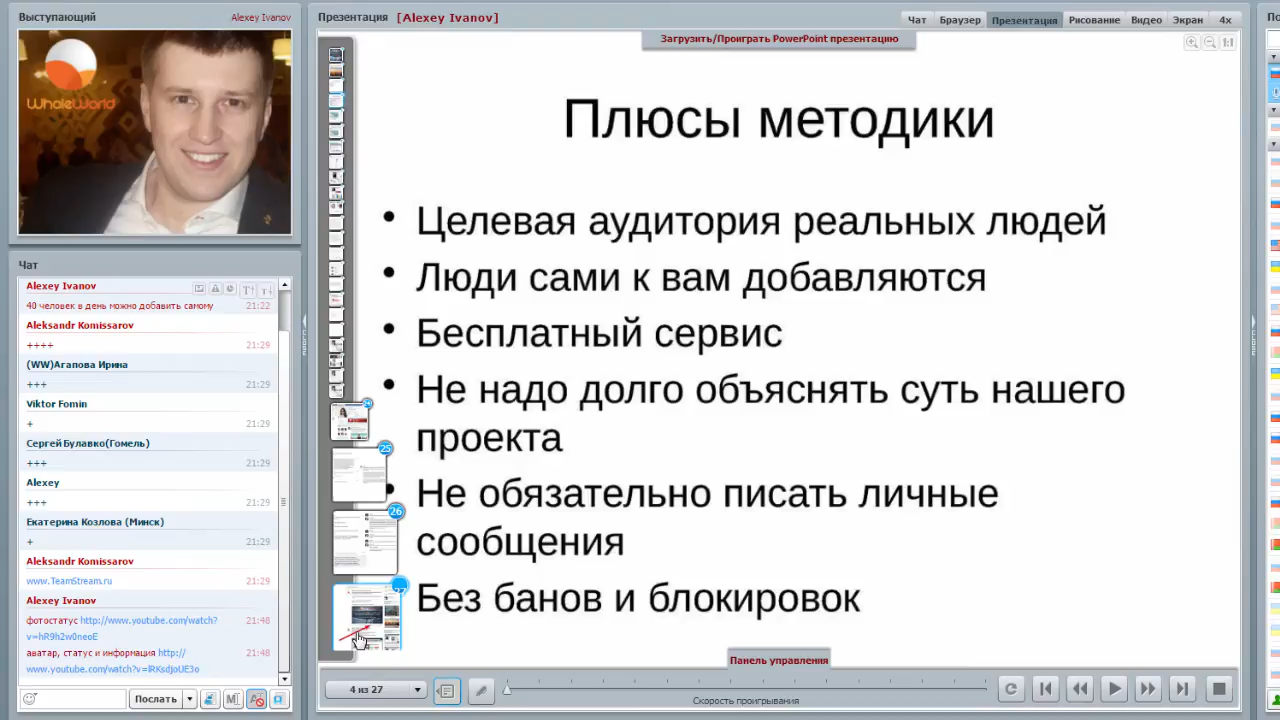 Выступающий
Alexey Ivanov
WhaleWorld
Чат
Alexey Ivanov
40 человек в день можно добавить самому 21:22
Aleksandr Komissarov
++++ 21:29
(WW)Агапова Ирина
+++ 21:29
Viktor Fomin
+ 21:29
Сергей Булавко(Гомель)
+++ 21:29
Alexey
+++ 21:29
Екатерина Козлова (Минск)
+ 21:29
Aleksandr Komissarov
www.TeamStream.ru 21:29
Alexey Ivanov
фотостатус http://www.youtube.com/watch? 21:48
v=hR9h2w0neoE
аватар, статус и информация http:// 21:48
www.youtube.com/watch?v=lRKsdjoUE3o
Послать
Презентация [Alexey Ivanov]
Чат Браузер Презентация Рисование Видео Экран 4x
Загрузить/Проиграть PowerPoint презентацию
1:1
Плюсы методики
• Целевая аудитория реальных людей
• Люди сами к вам добавляются
• Бесплатный сервис
• Не надо долго объяснять суть нашего
проекта
• Не обязательно писать личные
сообщения
Без банов и блокировок
25
26
Панель управления
4 из 27
Скорость проигрывания